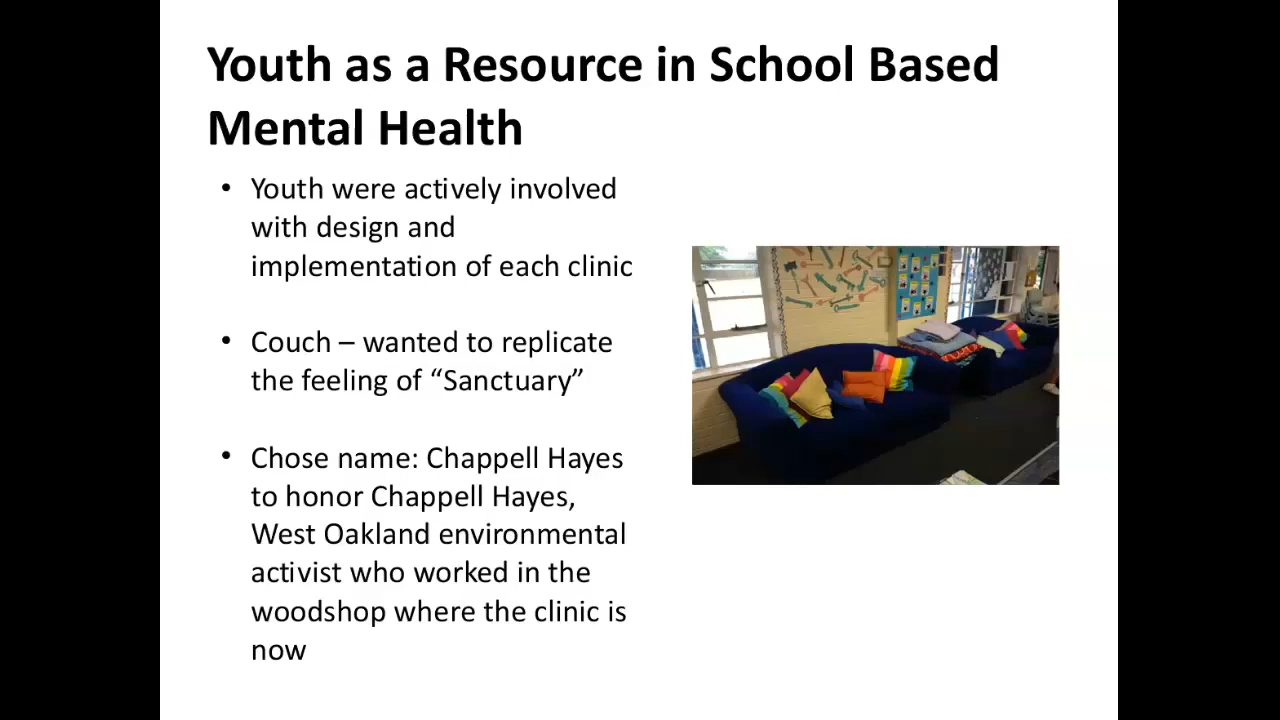 Youth as a Resource in School Based
Mental Health
• Youth were actively involved
with design and
implementation of each clinic
• Couch – wanted to replicate
the feeling of “Sanctuary”
• Chose name: Chappell Hayes
to honor Chappell Hayes,
West Oakland environmental
activist who worked in the
woodshop where the clinic is
now